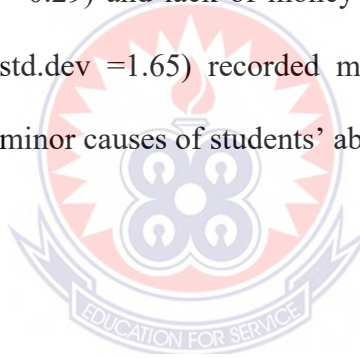 0.29) and lack of money
std.dev =1.65) recorded m
minor causes of students’ ab
EDUCATION FOR SERVICE